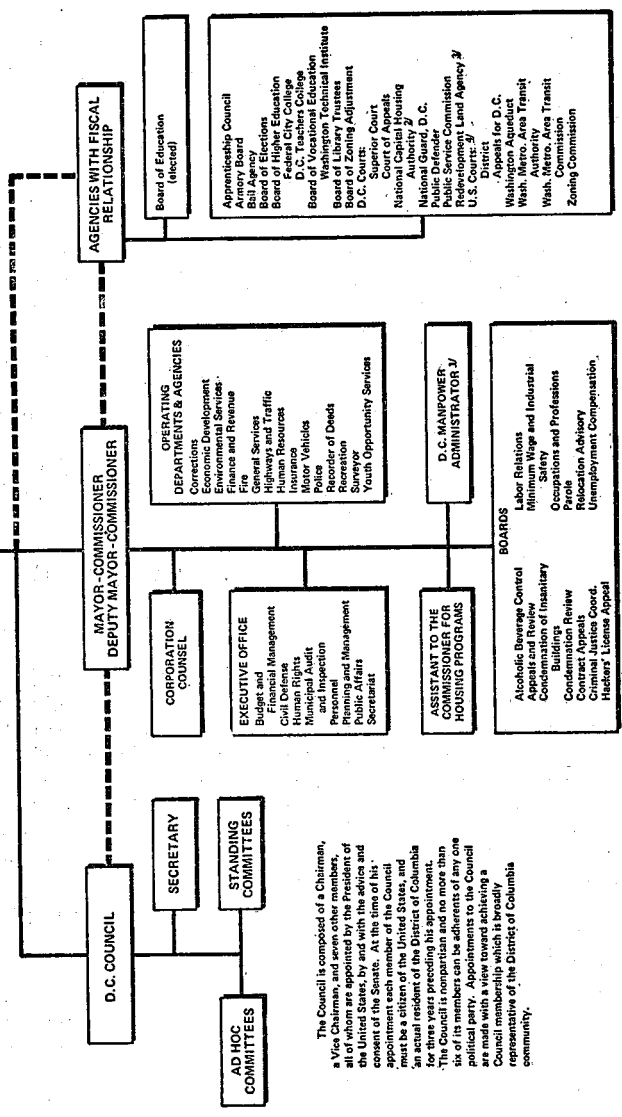 D.C. COUNCIL
SECRETARY
AD HOC
COMMITTEES
STANDING
COMMITTEES
The Council is composed of a Chairman,
a Vice Chairman, and seven other members,
all of whom are appointed by the President of
the United States, by and with the advice and
consent of the Senate. At the time of his
appointment each member of the Council
must be a citizen of the United States, and
an actual resident of the District of Columbia
for three years preceding his appointment.
The Council is nonpartisan and no more than
six of its members can be adherents of any one
political party. Appointments to the Council
are made with a view toward achieving a
Council membership which is broadly
representative of the District of Columbia
community.
MAYOR-COMMISSIONER
DEPUTY MAYOR-COMMISSIONER
CORPORATION
COUNSEL
EXECUTIVE OFFICE
Budget and
Financial Management
Civil Defense
Human Rights
Municipal Audit
and Inspection
Personnel
Planning and Management
Public Affairs
Secretariat
OPERATING
DEPARTMENTS & AGENCIES
Corrections
Economic Development
Environmental Services
Finance and Revenue
Fire
General Services
Highways and Traffic
Human Resources
Insurance
Motor Vehicles
Police
Recorder of Deeds
Recreation
Surveyor
Youth Opportunity Services
ASSISTANT TO THE
COMMISSIONER FOR
HOUSING PROGRAMS
D.C. MANPOWER
ADMINISTRATOR 1/
BOARDS
Alcoholic Beverage Control
Appeals and Review
Condemnation of Insanitary
Buildings
Condemnation Review
Contract Appeals
Criminal Justice Coord.
Hackers' License Appeal
Labor Relations
Minimum Wage and Industrial
Safety
Occupations and Professions
Parole
Relocation Advisory
Unemployment Compensation
AGENCIES WITH FISCAL
RELATIONSHIP
Board of Education
(elected)
Apprenticeship Council
Armory Board
Bail Agency
Board of Elections
Board of Higher Education
Federal City College
D.C. Teachers College
Board of Vocational Education
Washington Technical Institute
Board of Library Trustees
Board of Zoning Adjustment
D.C. Courts:
Superior Court
Court of Appeals
National Capital Housing
Authority 2/
National Guard, D.C.
Public Defender
Public Service Commission
Redevelopment Land Agency 3/
U.S. Courts:
District
Appeals for D.C.
Washington Aqueduct
Wash. Metro. Area Transit
Authority
Wash. Metro. Area Transit
Commission
Zoning Commission